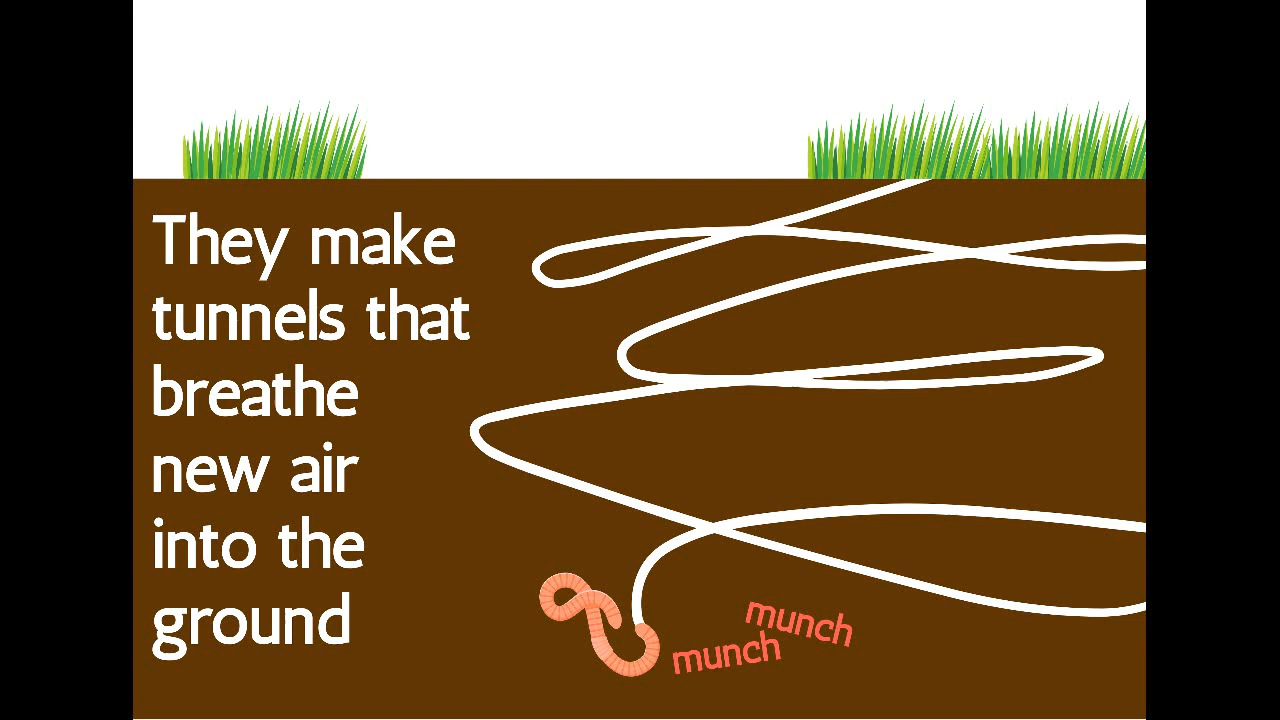 They make
tunnels that
breathe
new air
into the
ground
munch
munch